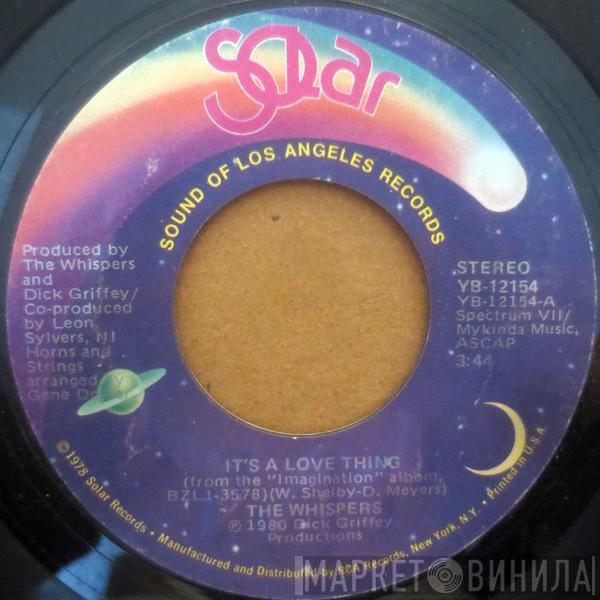 Solar
SOUND OF LOS ANGELES RECORDS
Produced by
The Whispers
and
Dick Griffey/
Co-produced
by Leon
Sylvers, III
Horns and
Strings
arranged by
Gene
STEREO
YB-12154
YB-12154-A
Spectrum VII/
Mykinda Music,
ASCAP
3:44
IT'S A LOVE THING
(from the "Imagination" album,
BZL1-3578)(W. Shelby-D. Meyers)
THE WHISPERS
℗ 1980 Dick Griffey
Productions
© 1978 Solar Records • Manufactured and Distributed by RCA Records, New York, N.Y. • Printed in U.S.A.
МАРКЕТ ВИНИЛА